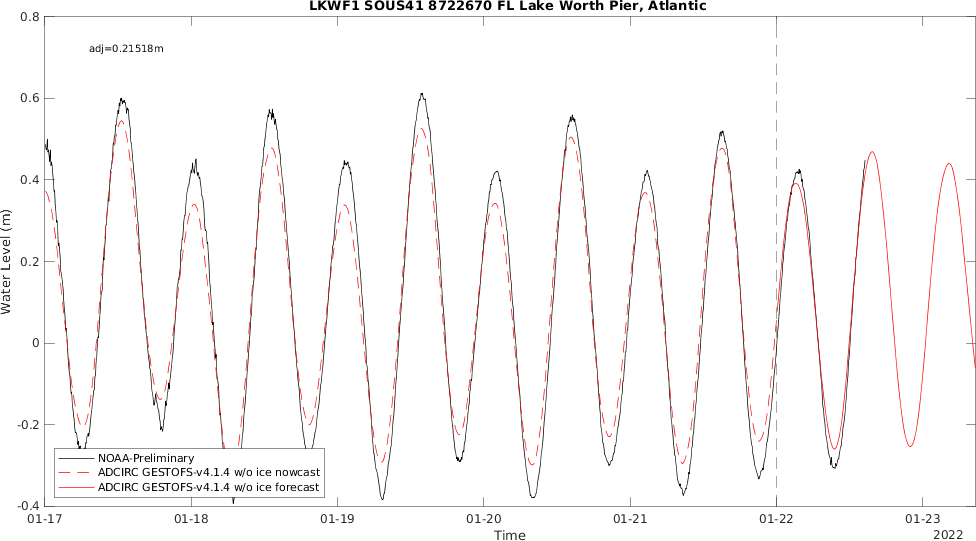 LKWF1 SOUS41 8722670 FL Lake Worth Pier, Atlantic
0.8
adj=0.21518m
0.6
0.4
0.2
0
-0.2
-0.4
Water Level (m)
NOAA-Preliminary
ADCIRC GESTOFS-v4.1.4 w/o ice nowcast
ADCIRC GESTOFS-v4.1.4 w/o ice forecast
01-17 01-18 01-19 01-20 01-21 01-22 01-23
Time
2022